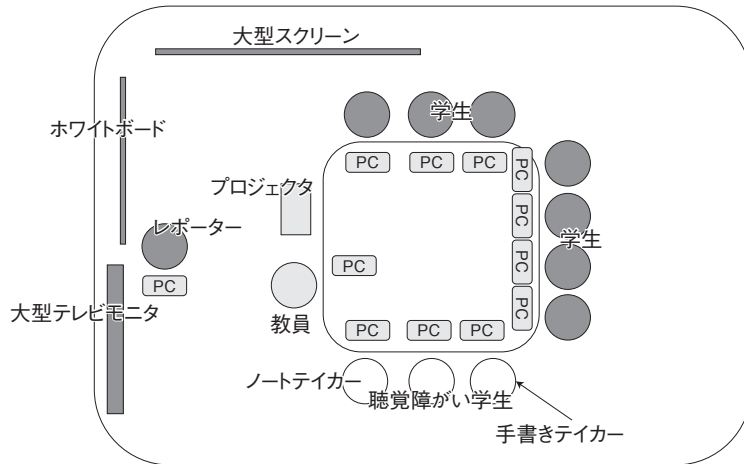 大型スクリーン
学生
ホワイトボード
PC
PC
PC
PC
プロジェクタ
レポーター
PC
学生
PC
PC
PC
大型テレビモニタ
PC
PC
教員
PC
PC
PC
ノートテイカー
聴覚障がい学生
手書きテイカー